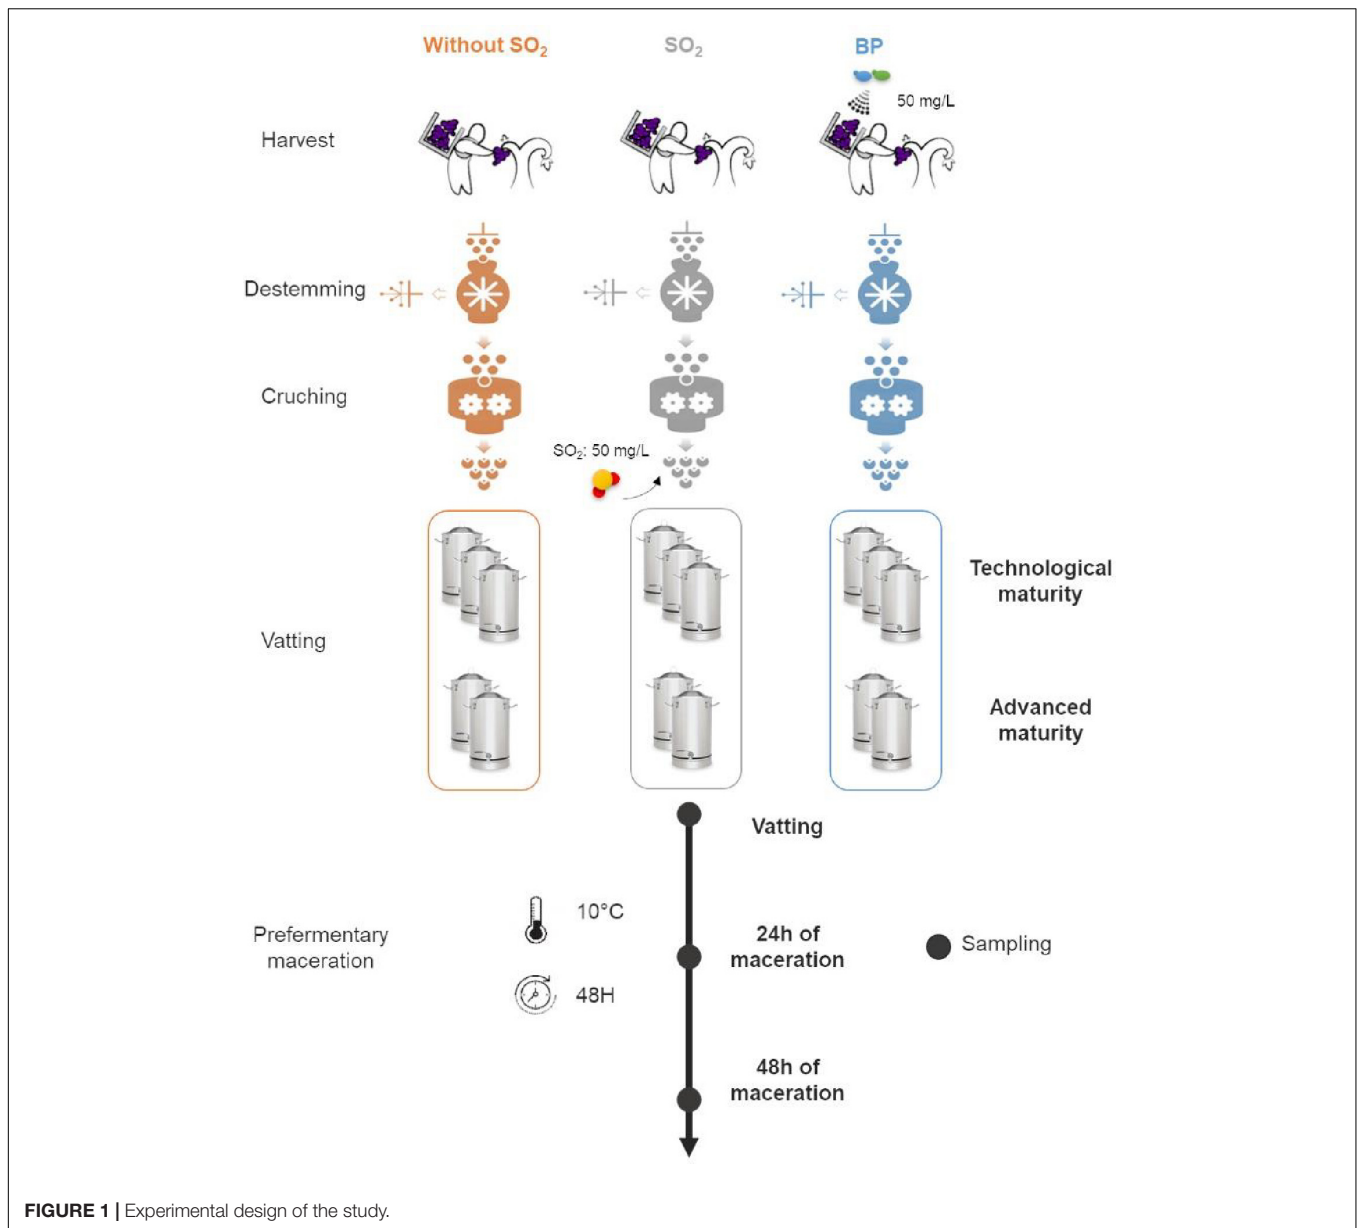 Without SO₂
SO₂
BP
50 mg/L
Harvest
Destemming
Cruching
SO₂: 50 mg/L
Technological
maturity
Vatting
Advanced
maturity
Vatting
Prefermentary
maceration
10°C
48H
24h of
maceration
Sampling
48h of
maceration
FIGURE 1 | Experimental design of the study.